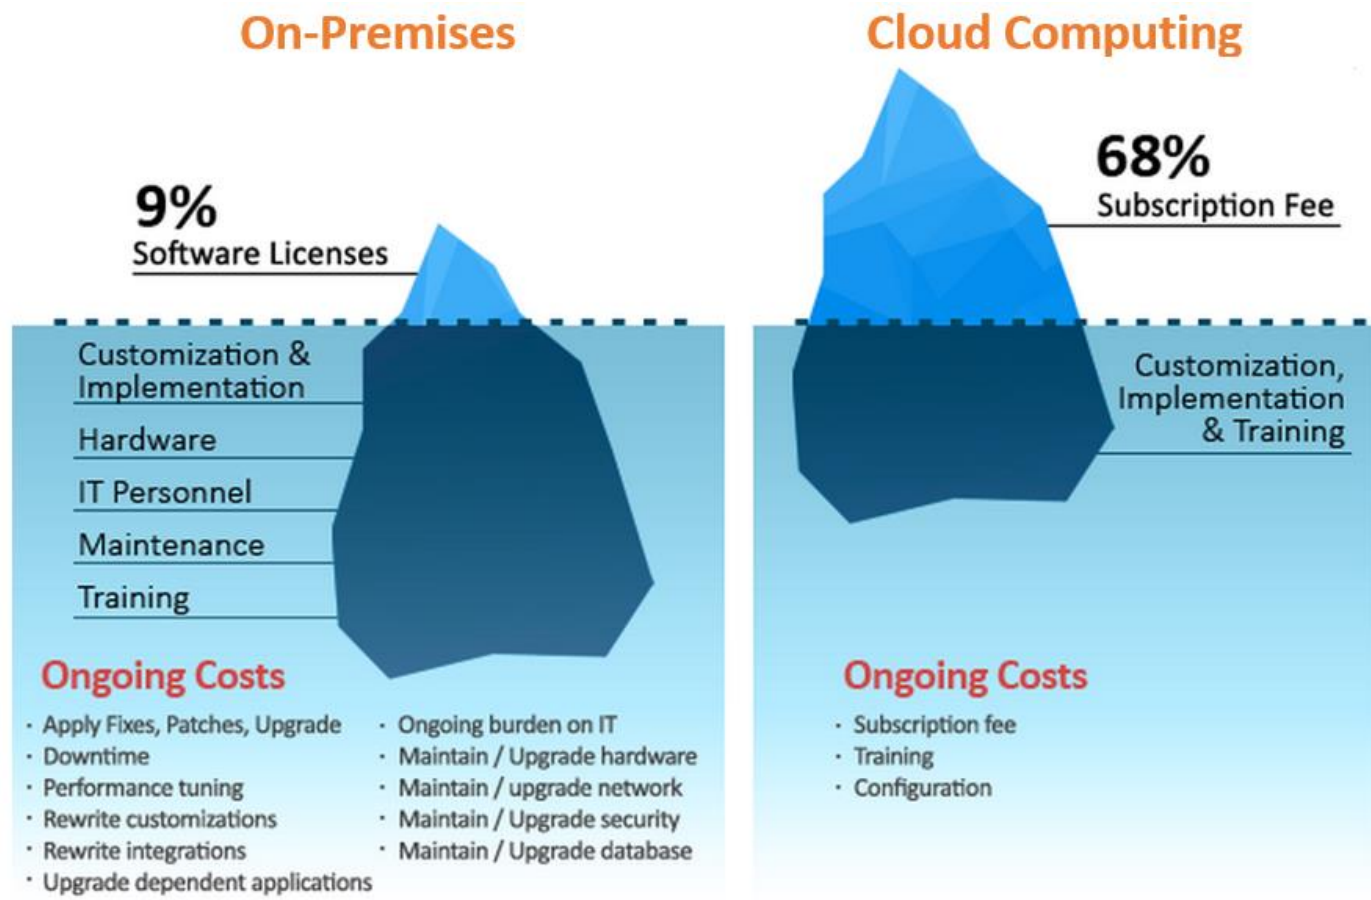 On-Premises
9%
Software Licenses
Customization &
Implementation
Hardware
IT Personnel
Maintenance
Training
Ongoing Costs
· Apply Fixes, Patches, Upgrade
· Downtime
· Performance tuning
· Rewrite customizations
· Rewrite integrations
· Upgrade dependent applications
· Ongoing burden on IT
· Maintain / Upgrade hardware
· Maintain / upgrade network
· Maintain / Upgrade security
· Maintain / Upgrade database
Cloud Computing
68%
Subscription Fee
Customization,
Implementation
& Training
Ongoing Costs
· Subscription fee
· Training
· Configuration